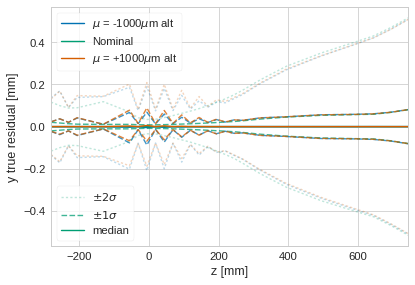 μ = -1000μm alt
Nominal
μ = +1000μm alt
y true residual [mm]
0.4
0.2
0.0
−0.2
−0.4
±2σ
±1σ
median
−200
0
200
400
600
z [mm]